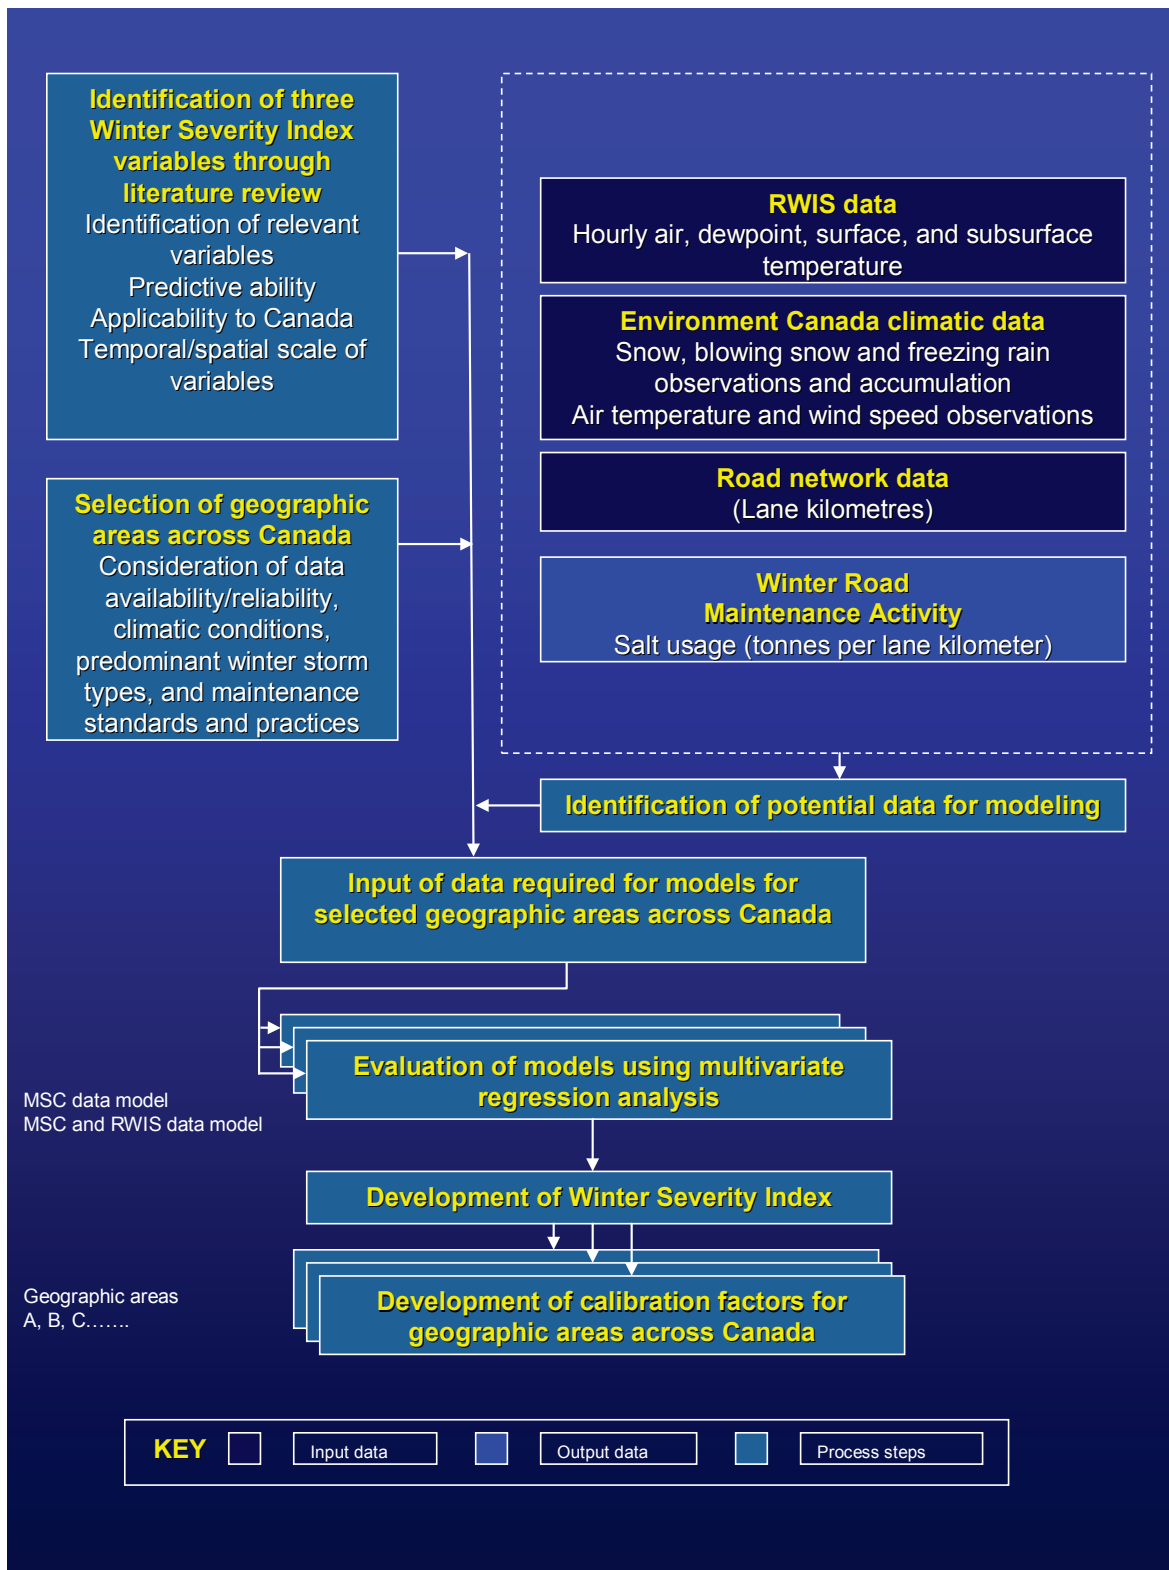 Identification of three
Winter Severity Index
variables through
literature review
Identification of relevant
variables
Predictive ability
Applicability to Canada
Temporal/spatial scale of
variables
Selection of geographic
areas across Canada
Consideration of data
availability/reliability,
climatic conditions,
predominant winter storm
types, and maintenance
standards and practices
RWIS data
Hourly air, dewpoint, surface, and subsurface
temperature
Environment Canada climatic data
Snow, blowing snow and freezing rain
observations and accumulation
Air temperature and wind speed observations
Road network data
(Lane kilometres)
Winter Road
Maintenance Activity
Salt usage (tonnes per lane kilometer)
Identification of potential data for modeling
Input of data required for models for
selected geographic areas across Canada
Evaluation of models using multivariate
regression analysis
MSC data model
MSC and RWIS data model
Development of Winter Severity Index
Development of calibration factors for
geographic areas across Canada
Geographic areas
A, B, C.......
KEY
Input data
Output data
Process steps